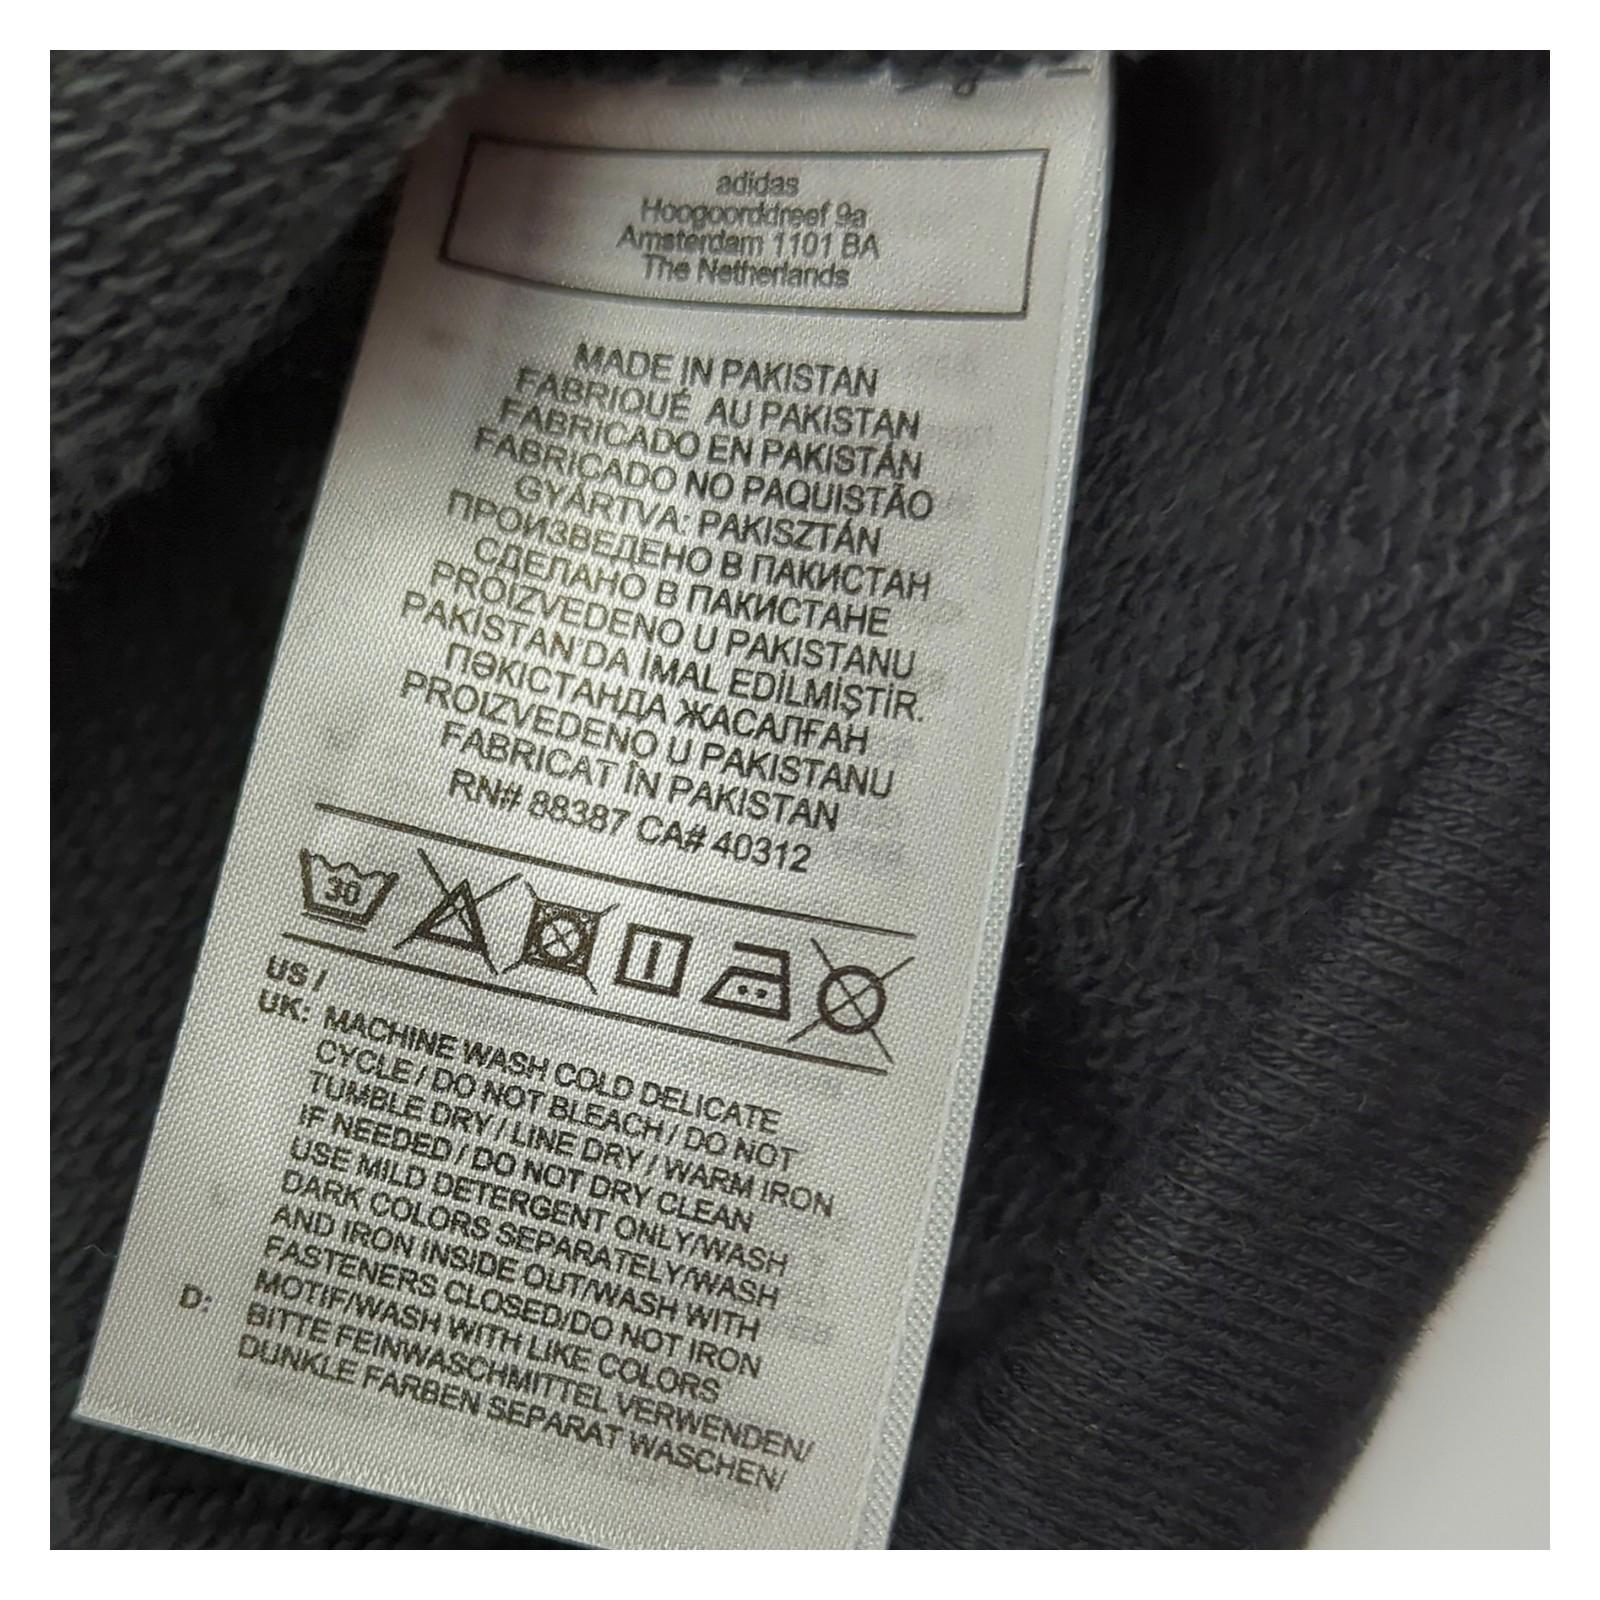 adidas
Hoogoorddreef 9a
Amsterdam 1101 BA
The Netherlands
MADE IN PAKISTAN
FABRIQUÉ AU PAKISTAN
FABRICADO EN PAKISTÁN
FABRICADO NO PAQUISTÃO
GYÁRTVA: PAKISZTÁN
ПРОИЗВЕДЕНО В ПАКИСТАН
СДЕЛАНО В ПАКИСТАНЕ
PROIZVEDENO U PAKISTANU
PAKISTAN'DA İMAL EDİLMİŞTİR.
ПӘКІСТАНДА ЖАСАЛҒАН
PROIZVEDENO U PAKISTANU
FABRICAT ÎN PAKISTAN
RN# 88387 CA# 40312
30
US /
UK: MACHINE WASH COLD DELICATE
CYCLE / DO NOT BLEACH / DO NOT
TUMBLE DRY / LINE DRY / WARM IRON
IF NEEDED / DO NOT DRY CLEAN
USE MILD DETERGENT ONLY/WASH
DARK COLORS SEPARATELY/WASH
AND IRON INSIDE OUT/WASH WITH
FASTENERS CLOSED/DO NOT IRON
MOTIF/WASH WITH LIKE COLORS
D: BITTE FEINWASCHMITTEL VERWENDEN/
DUNKLE FARBEN SEPARAT WASCHEN/